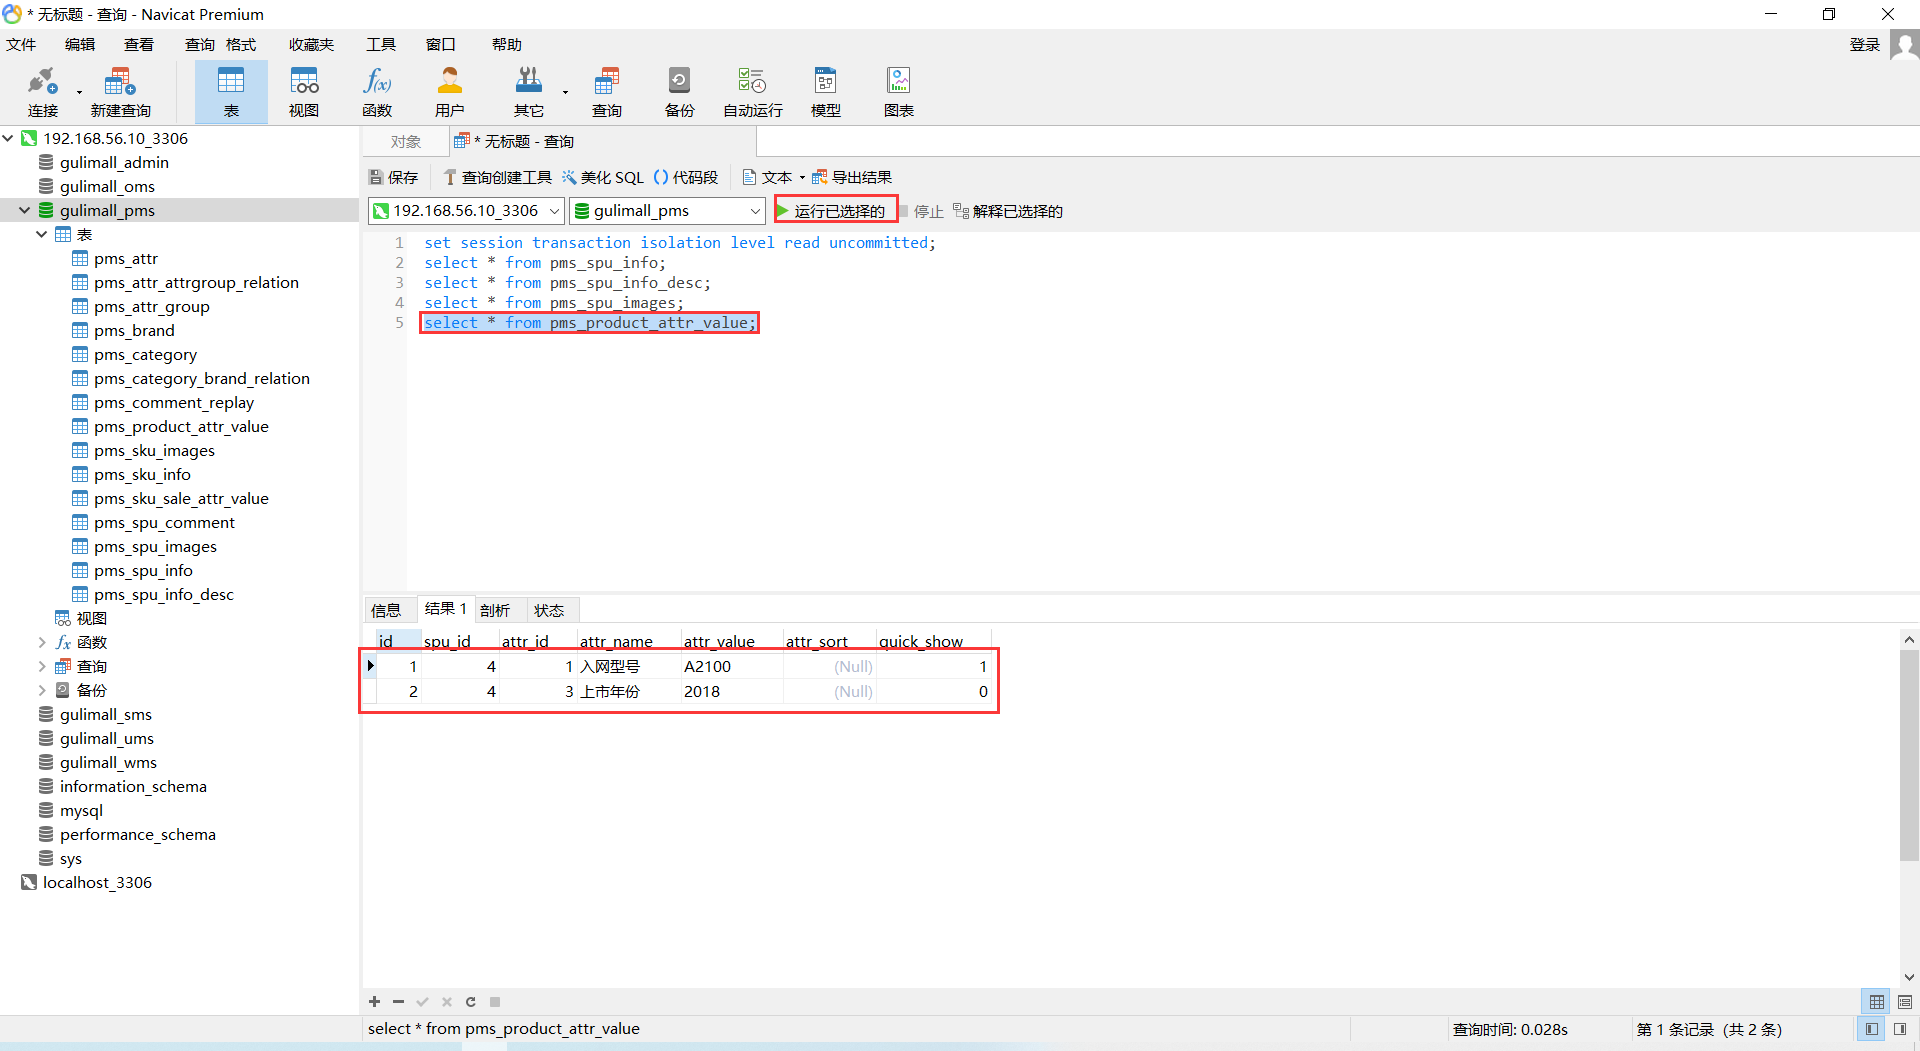 * 无标题 - 查询 - Navicat Premium
文件 编辑 查看 查询 格式 收藏夹 工具 窗口 帮助 登录
连接 新建查询 表 视图 函数 用户 其它 查询 备份 自动运行 模型 图表
192.168.56.10_3306
gulimall_admin
gulimall_oms
gulimall_pms
表
pms_attr
pms_attr_attrgroup_relation
pms_attr_group
pms_brand
pms_category
pms_category_brand_relation
pms_comment_replay
pms_product_attr_value
pms_sku_images
pms_sku_info
pms_sku_sale_attr_value
pms_spu_comment
pms_spu_images
pms_spu_info
pms_spu_info_desc
视图
函数
查询
备份
gulimall_sms
gulimall_ums
gulimall_wms
information_schema
mysql
performance_schema
sys
localhost_3306
对象 * 无标题 - 查询
保存 查询创建工具 美化 SQL 代码段 文本 导出结果
192.168.56.10_3306 gulimall_pms 运行已选择的 停止 解释已选择的
1 set session transaction isolation level read uncommitted;
2 select * from pms_spu_info;
3 select * from pms_spu_info_desc;
4 select * from pms_spu_images;
5 select * from pms_product_attr_value;
信息 结果 1 剖析 状态
id spu_id attr_id attr_name attr_value attr_sort quick_show
1 4 1 入网型号 A2100 (Null) 1
2 4 3 上市年份 2018 (Null) 0
select * from pms_product_attr_value 查询时间: 0.028s 第 1 条记录 (共 2 条)